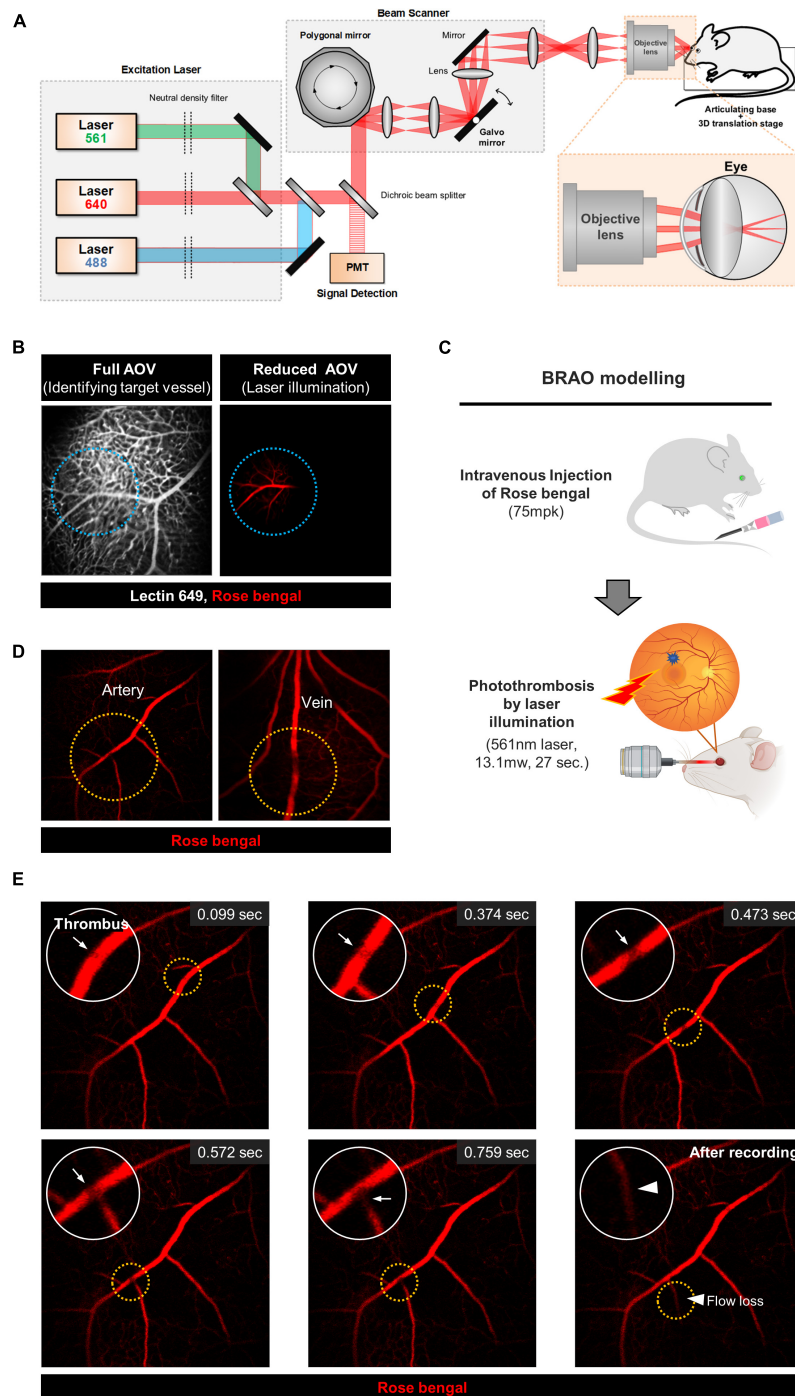 A
Beam Scanner
Polygonal mirror
Mirror
Lens
Galvo
mirror
Objective
lens
Articulating base
+
3D translation stage
Excitation Laser
Neutral density filter
Laser
561
Laser
640
Laser
488
Dichroic beam splitter
PMT
Signal Detection
Eye
Objective
lens
B
Full AOV
(Identifying target vessel)
Reduced AOV
(Laser illumination)
Lectin 649, Rose bengal
C
BRAO modelling
Intravenous Injection
of Rose bengal
(75mpk)
Photothrombosis
by laser
illumination
(561nm laser,
13.1mw, 27 sec.)
D
Artery
Vein
Rose bengal
E
Thrombus
0.099 sec
0.374 sec
0.473 sec
0.572 sec
0.759 sec
After recording
Flow loss
Rose bengal